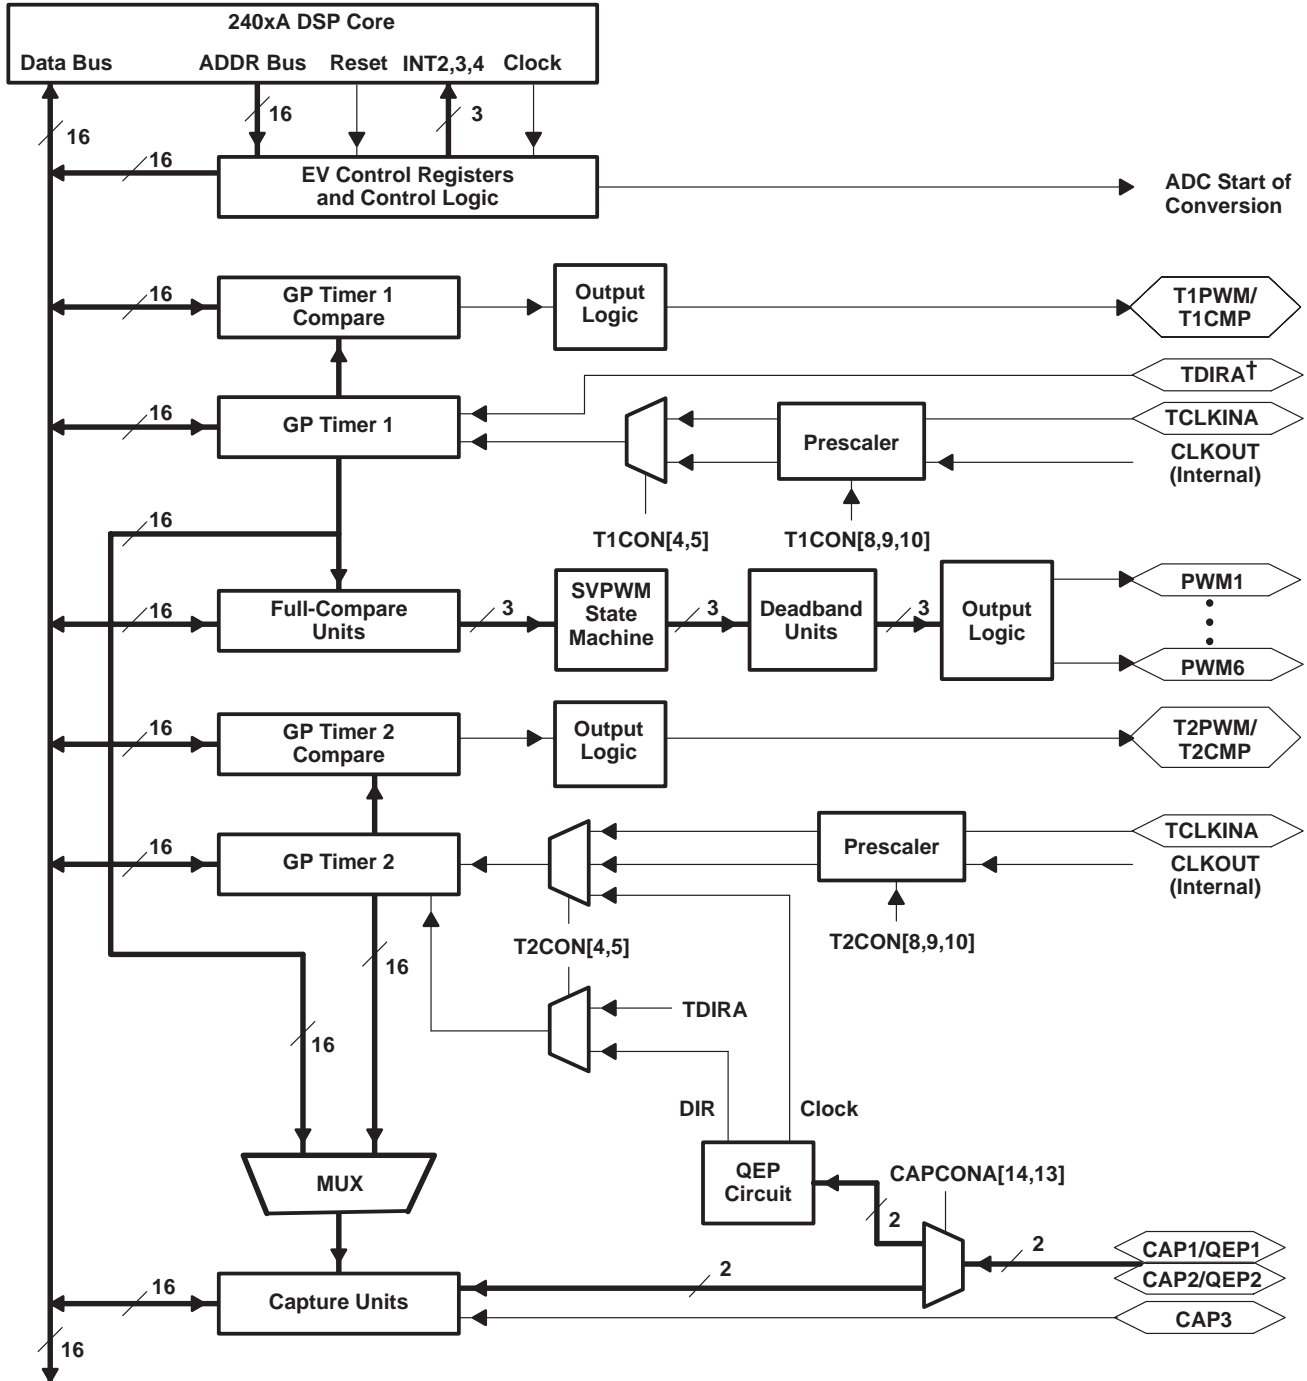 240xA DSP Core
Data Bus ADDR Bus Reset INT2,3,4 Clock
16 16 3
16
EV Control Registers
and Control Logic
ADC Start of
Conversion
16
GP Timer 1
Compare
Output
Logic
T1PWM/
T1CMP
TDIRA†
16
GP Timer 1
Prescaler
TCLKINA
CLKOUT
(Internal)
16
T1CON[4,5]
T1CON[8,9,10]
16
Full-Compare
Units
3
SVPWM
State
Machine
3
Deadband
Units
3
Output
Logic
PWM1
PWM6
16
GP Timer 2
Compare
Output
Logic
T2PWM/
T2CMP
16
GP Timer 2
Prescaler
TCLKINA
CLKOUT
(Internal)
T2CON[4,5]
T2CON[8,9,10]
16
TDIRA
16
DIR
Clock
MUX
QEP
Circuit
CAPCONA[14,13]
2
2
CAP1/QEP1
CAP2/QEP2
16
Capture Units
2
CAP3
16